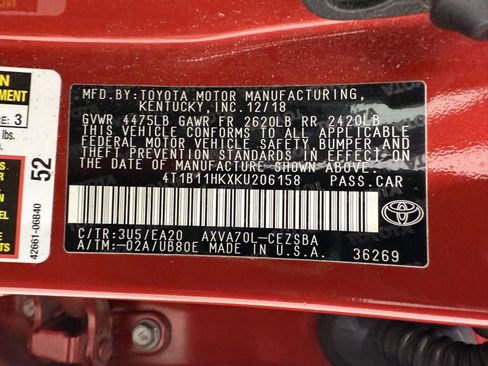 MFD.BY:TOYOTA MOTOR MANUFACTURING,
KENTUCKY, INC. 12/18
GVWR 4475LB GAWR FR 2620LB RR 2420LB
THIS VEHICLE CONFORMS TO ALL APPLICABLE
FEDERAL MOTOR VEHICLE SAFETY, BUMPER, AND
THEFT PREVENTION STANDARDS IN EFFECT ON
THE DATE OF MANUFACTURE SHOWN ABOVE.
4T1B11HKXKU206158 PASS.CAR
C/TR:3U5/EA20 AXVA70L-CEZSBA
A/TM:-02A/UB80E MADE IN U.S.A. 36269
TOYOTA
3
lbs.
52
42661-06B40